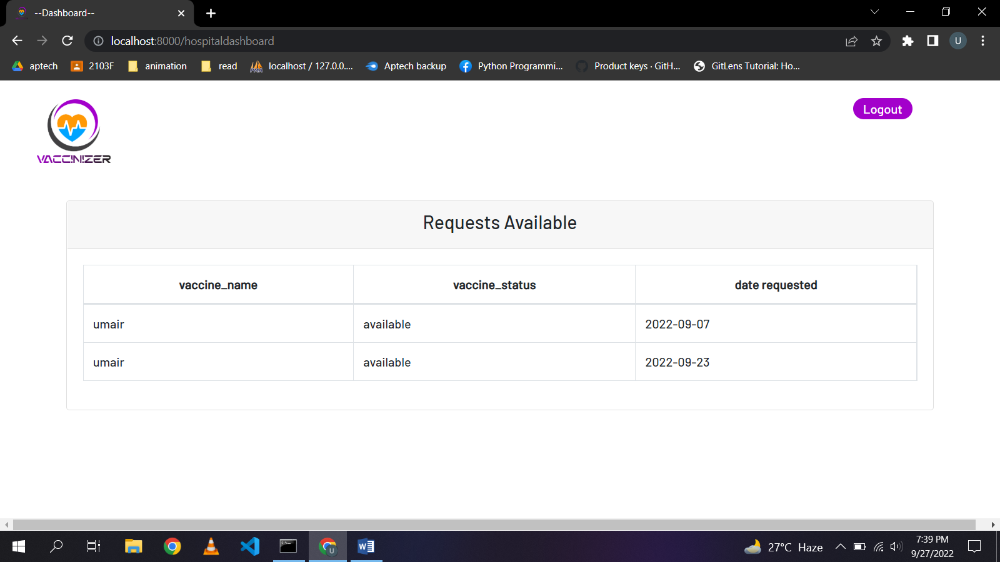 --Dashboard--
localhost:8000/hospitaldashboard
U
aptech
2103F
animation
read
localhost / 127.0.0....
Aptech backup
Python Programmi...
Product keys · GitH...
GitLens Tutorial: Ho...
VACC!N!ZER
Logout
Requests Available
vaccine_name vaccine_status date requested
umair available 2022-09-07
umair available 2022-09-23
27°C Haze
7:39 PM
9/27/2022